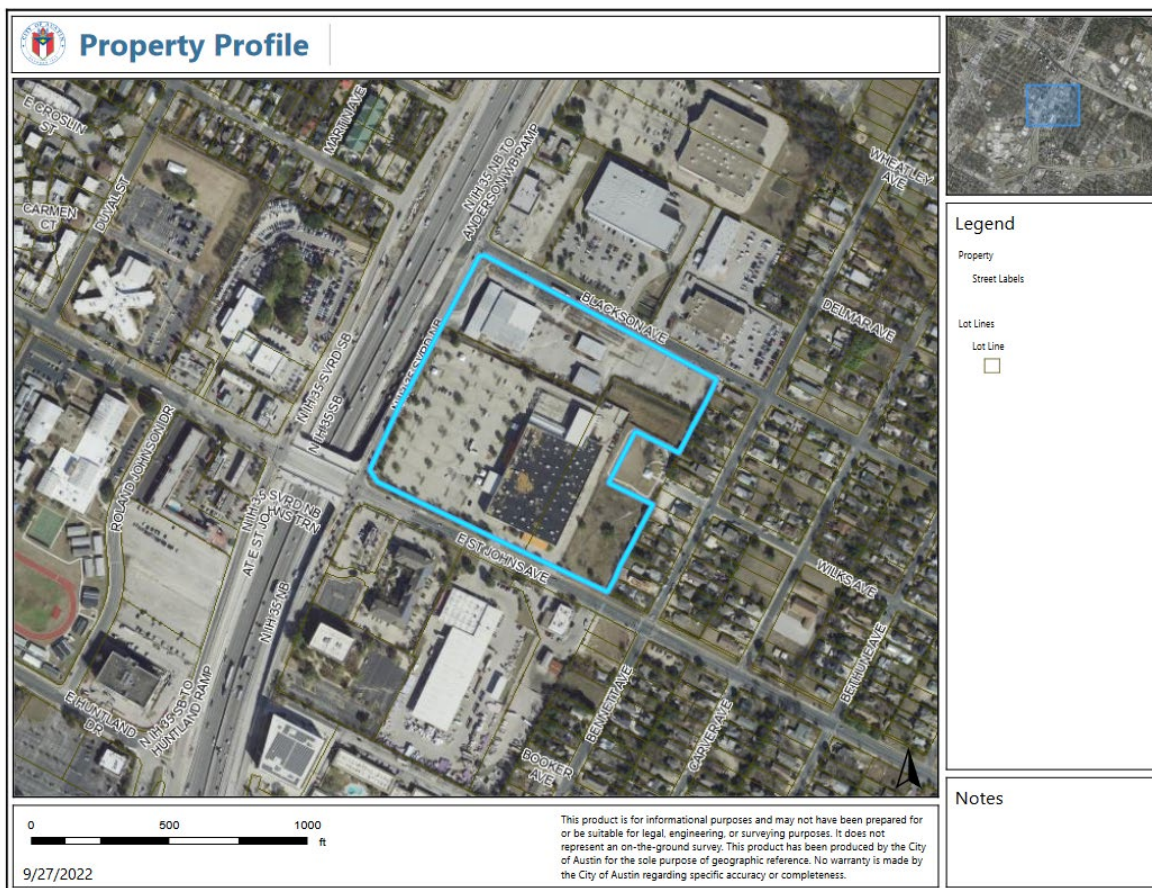 Property Profile
E CROSLIN
ST
MARTIN AVE
DUVAL ST
CARMEN
CT
N IH 35 NB TO
ANDERSON WB RAMP
WHEATLEY
AVE
BLACKSON AVE
DELMAR AVE
N IH 35 SVRD NB
N IH 35 SVRD SB
N IH 35 SB
ROLAND JOHNSON DR
N IH 35 SVRD NB
AT E ST JOHNS TRN
E ST JOHNS AVE
N IH 35 NB
WILKS AVE
BETHUNE AVE
E HUNTLAND
DR
N IH 35 SB TO
HUNTLAND RAMP
BENNETT AVE
BOOKER
AVE
CARVER AVE
Legend
Property
Street Labels
Lot Lines
Lot Line
Notes
0 500 1000
ft
9/27/2022
This product is for informational purposes and may not have been prepared for
or be suitable for legal, engineering, or surveying purposes. It does not
represent an on-the-ground survey. This product has been produced by the City
of Austin for the sole purpose of geographic reference. No warranty is made by
the City of Austin regarding specific accuracy or completeness.